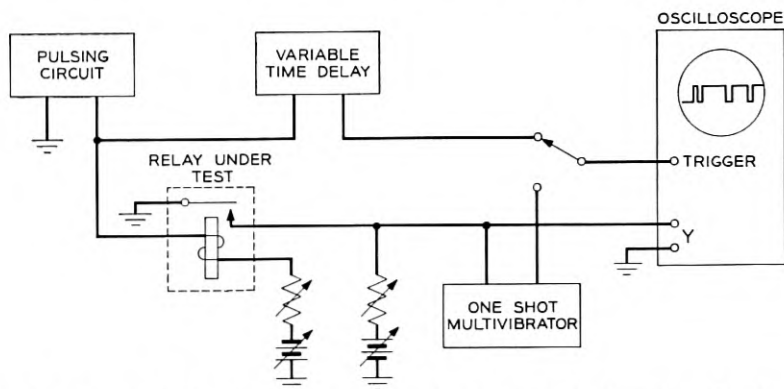 OSCILLOSCOPE
PULSING
CIRCUIT
VARIABLE
TIME DELAY
RELAY UNDER
TEST
TRIGGER
Y
ONE SHOT
MULTIVIBRATOR